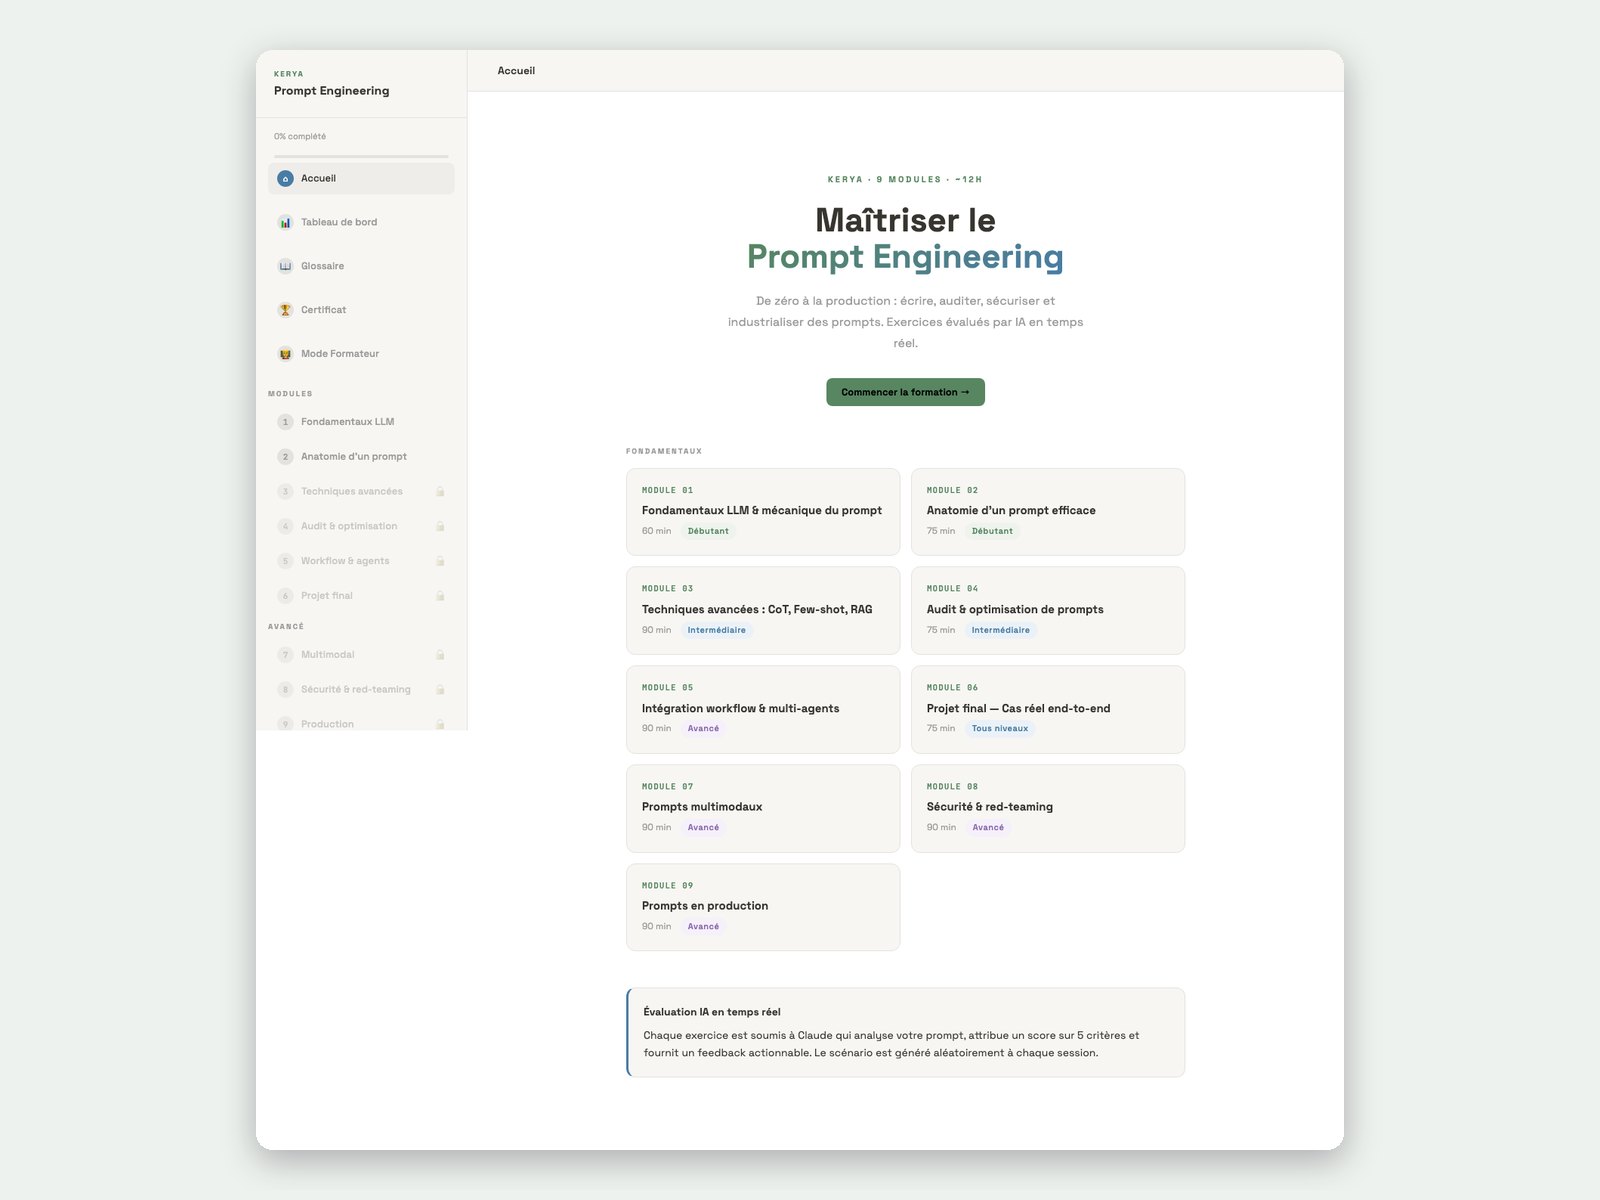 KERYA
Prompt Engineering
0% complété
Accueil
Tableau de bord
Glossaire
Certificat
Mode Formateur
MODULES
1 Fondamentaux LLM
2 Anatomie d'un prompt
3 Techniques avancées
4 Audit & optimisation
5 Workflow & agents
6 Projet final
AVANCÉ
7 Multimodal
8 Sécurité & red-teaming
9 Production
Accueil
KERYA · 9 MODULES · ~12H
Maîtriser le
Prompt Engineering
De zéro à la production : écrire, auditer, sécuriser et
industrialiser des prompts. Exercices évalués par IA en temps
réel.
Commencer la formation →
FONDAMENTAUX
MODULE 01
Fondamentaux LLM & mécanique du prompt
60 min Débutant
MODULE 02
Anatomie d'un prompt efficace
75 min Débutant
MODULE 03
Techniques avancées : CoT, Few-shot, RAG
90 min Intermédiaire
MODULE 04
Audit & optimisation de prompts
75 min Intermédiaire
MODULE 05
Intégration workflow & multi-agents
90 min Avancé
MODULE 06
Projet final — Cas réel end-to-end
75 min Tous niveaux
MODULE 07
Prompts multimodaux
90 min Avancé
MODULE 08
Sécurité & red-teaming
90 min Avancé
MODULE 09
Prompts en production
90 min Avancé
Évaluation IA en temps réel
Chaque exercice est soumis à Claude qui analyse votre prompt, attribue un score sur 5 critères et
fournit un feedback actionnable. Le scénario est généré aléatoirement à chaque session.